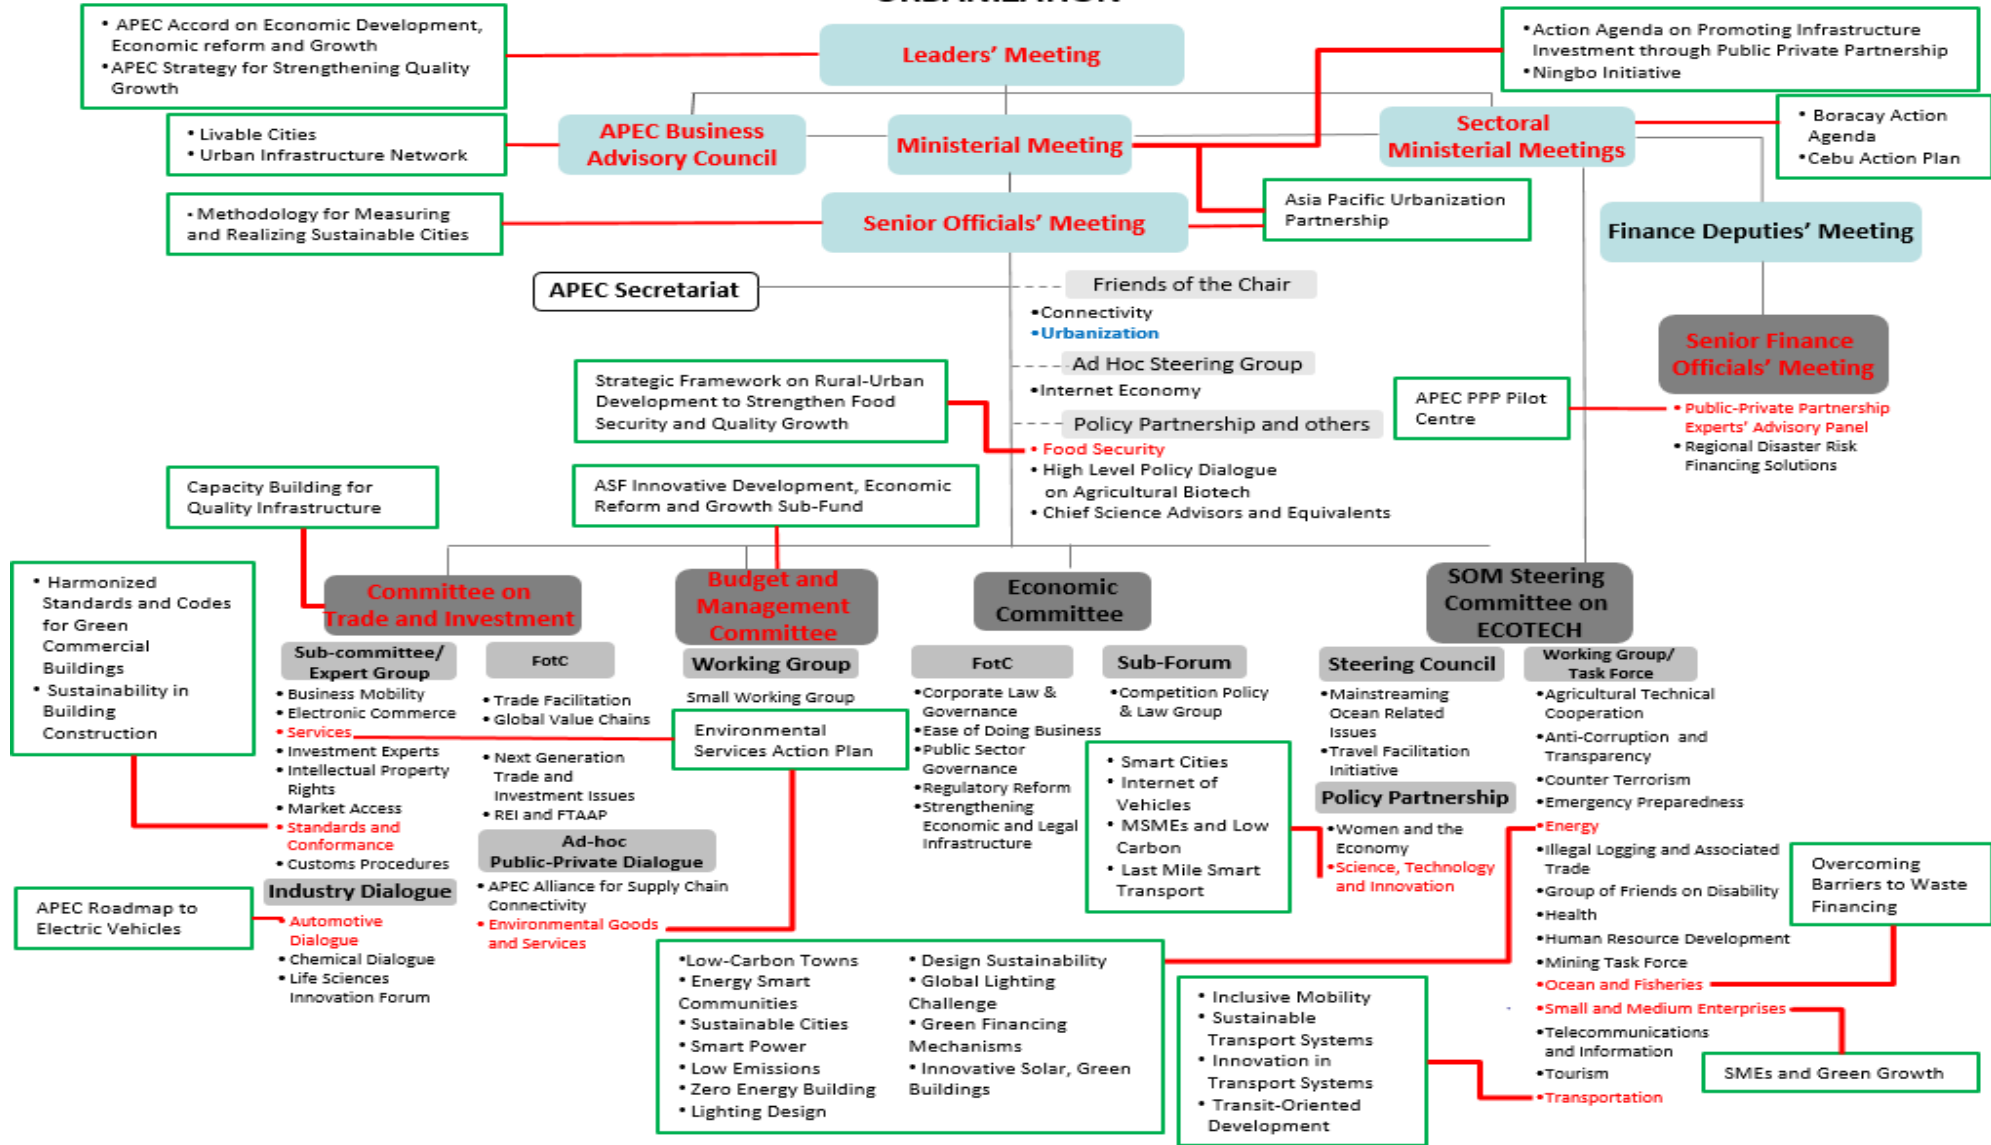 URBANIZATION
• APEC Accord on Economic Development,
Economic reform and Growth
• APEC Strategy for Strengthening Quality
Growth
Leaders’ Meeting
• Action Agenda on Promoting Infrastructure
Investment through Public Private Partnership
• Ningbo Initiative
• Livable Cities
• Urban Infrastructure Network
APEC Business
Advisory Council
Ministerial Meeting
Sectoral
Ministerial Meetings
• Boracay Action
Agenda
• Cebu Action Plan
• Methodology for Measuring
and Realizing Sustainable Cities
Senior Officials’ Meeting
Asia Pacific Urbanization
Partnership
Finance Deputies’ Meeting
APEC Secretariat
Friends of the Chair
• Connectivity
• Urbanization
Ad Hoc Steering Group
• Internet Economy
Policy Partnership and others
• Food Security
• High Level Policy Dialogue
on Agricultural Biotech
• Chief Science Advisors and Equivalents
Senior Finance
Officials’ Meeting
• Public-Private Partnership
Experts’ Advisory Panel
• Regional Disaster Risk
Financing Solutions
APEC PPP Pilot
Centre
Strategic Framework on Rural-Urban
Development to Strengthen Food
Security and Quality Growth
Capacity Building for
Quality Infrastructure
ASF Innovative Development, Economic
Reform and Growth Sub-Fund
• Harmonized
Standards and Codes
for Green
Commercial
Buildings
• Sustainability in
Building
Construction
Committee on
Trade and Investment
Budget and
Management
Committee
Economic
Committee
SOM Steering
Committee on
ECOTECH
Sub-committee/
Expert Group
• Business Mobility
• Electronic Commerce
• Services
• Investment Experts
• Intellectual Property
Rights
• Market Access
• Standards and
Conformance
• Customs Procedures
Industry Dialogue
• Automotive
Dialogue
• Chemical Dialogue
• Life Sciences
Innovation Forum
APEC Roadmap to
Electric Vehicles
FotC
• Trade Facilitation
• Global Value Chains
• Next Generation
Trade and
Investment Issues
• REI and FTAAP
Ad-hoc
Public-Private Dialogue
• APEC Alliance for Supply Chain
Connectivity
• Environmental Goods
and Services
Working Group
Small Working Group
Environmental
Services Action Plan
FotC
• Corporate Law &
Governance
• Ease of Doing Business
• Public Sector
Governance
• Regulatory Reform
• Strengthening
Economic and Legal
Infrastructure
Sub-Forum
• Competition Policy
& Law Group
• Smart Cities
• Internet of
Vehicles
• MSMEs and Low
Carbon
• Last Mile Smart
Transport
Steering Council
• Mainstreaming
Ocean Related
Issues
• Travel Facilitation
Initiative
Policy Partnership
• Women and the
Economy
• Science, Technology
and Innovation
Working Group/
Task Force
• Agricultural Technical
Cooperation
• Anti-Corruption and
Transparency
• Counter Terrorism
• Emergency Preparedness
• Energy
• Illegal Logging and Associated
Trade
• Group of Friends on Disability
• Health
• Human Resource Development
• Mining Task Force
• Ocean and Fisheries
• Small and Medium Enterprises
• Telecommunications
and Information
• Tourism
• Transportation
Overcoming
Barriers to Waste
Financing
SMEs and Green Growth
• Low-Carbon Towns
• Energy Smart
Communities
• Sustainable Cities
• Smart Power
• Low Emissions
• Zero Energy Building
• Lighting Design
• Design Sustainability
• Global Lighting
Challenge
• Green Financing
Mechanisms
• Innovative Solar, Green
Buildings
• Inclusive Mobility
• Sustainable
Transport Systems
• Innovation in
Transport Systems
• Transit-Oriented
Development